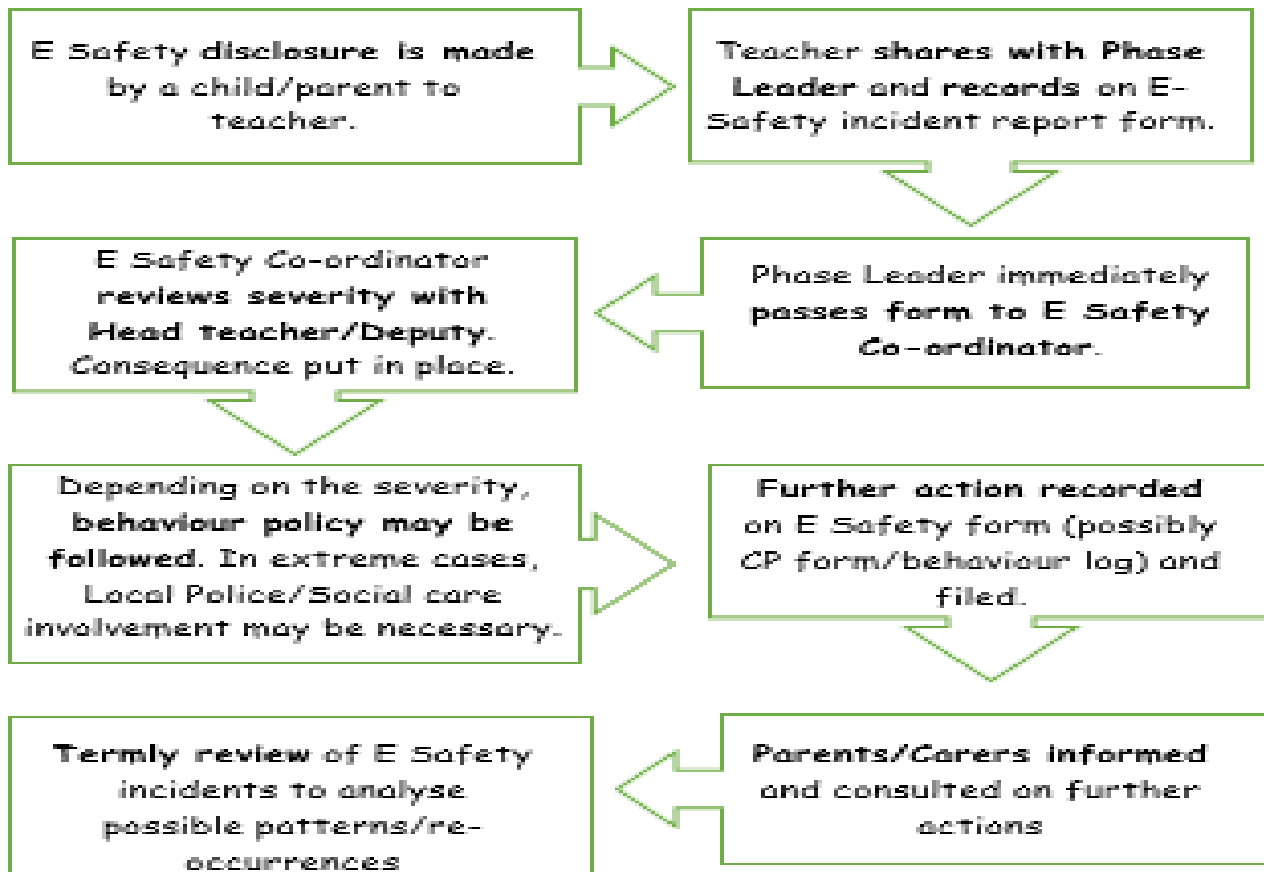 E Safety disclosure is made
by a child/parent to
teacher.
Teacher shares with Phase
Leader and records on E-
Safety incident report form.
Phase Leader immediately
passes form to E Safety
Co-ordinator.
E Safety Co-ordinator
reviews severity with
Head teacher/Deputy.
Consequence put in place.
Depending on the severity,
behaviour policy may be
followed. In extreme cases,
Local Police/Social care
involvement may be necessary.
Further action recorded
on E Safety form (possibly
CP form/behaviour log) and
filed.
Parents/Carers informed
and consulted on further
actions
Termly review of E Safety
incidents to analyse
possible patterns/re-
occurrences